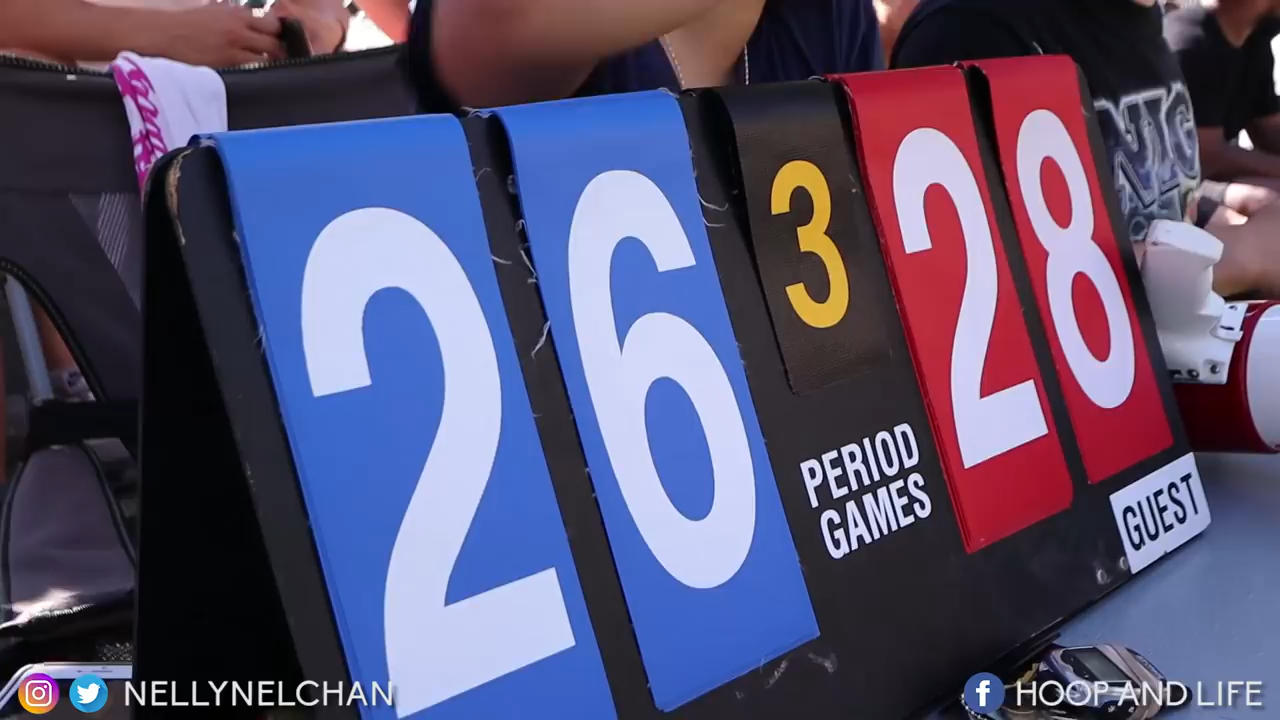 26 3 28
PERIOD
GAMES
GUEST
NELLYNELCHAN
HOOP AND LIFE